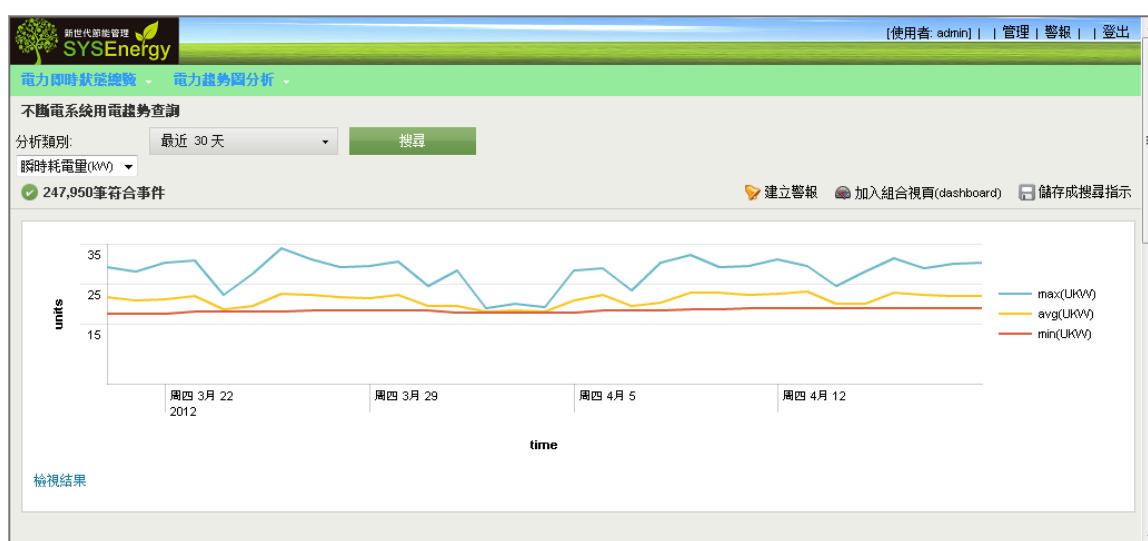 新世代節能管理
SYSEnergy
[使用者: admin] | | 管理 | 警報 | | 登出
電力即時狀態總覽 電力趨勢圖分析
不斷電系統用電趨勢查詢
分析類別: 最近 30 天 搜尋
瞬時耗電量(kW)
247,950筆符合事件 建立警報 加入組合視頁(dashboard) 儲存成搜尋指示
35
25
15
units
max(UKW)
avg(UKW)
min(UKW)
周四 3月 22 周四 3月 29 周四 4月 5 周四 4月 12
2012
time
檢視結果